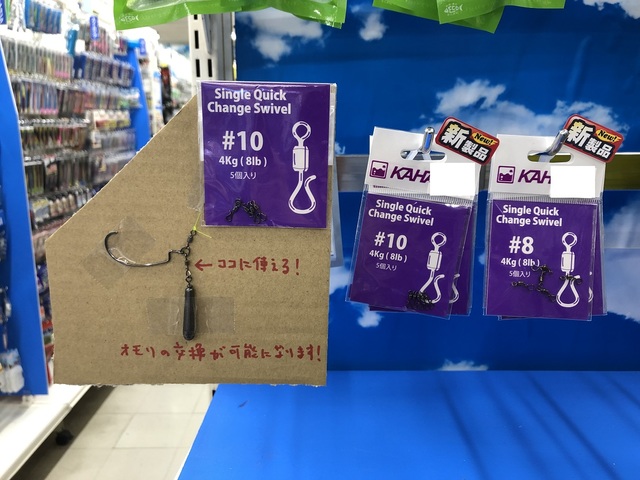 Single Quick
Change Swivel
#10
4Kg ( 8lb )
5個入り
←ココに使える!
オモリの交換が可能になります!
New!
新製品
KAHA
Single Quick
Change Swivel
#10
4Kg ( 8lb )
5個入り
New!
新製品
KAH
Single Quick
Change Swivel
#8
4Kg ( 8lb )
5個入り